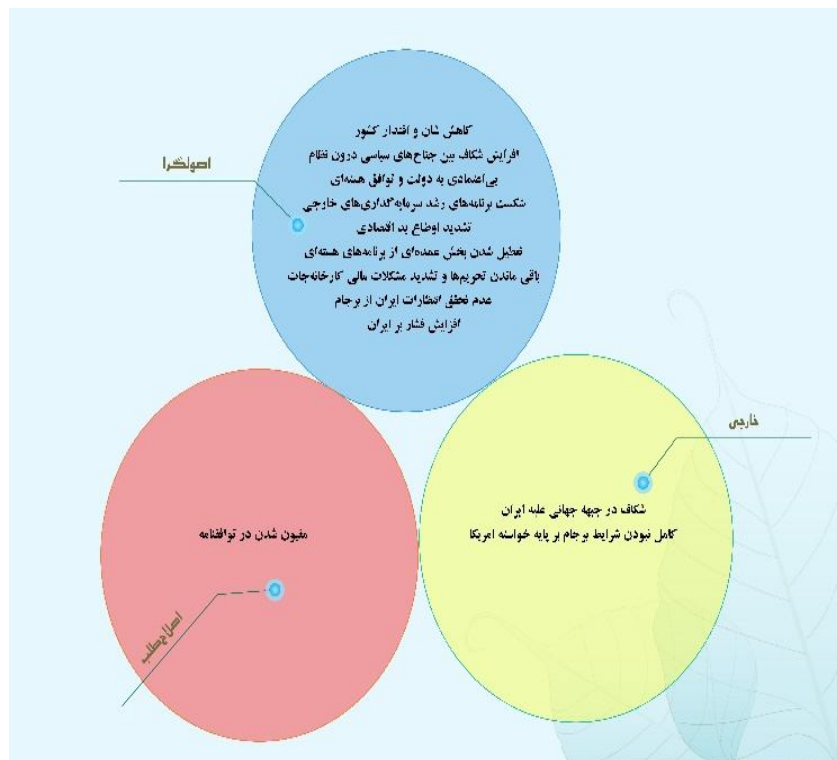 اصولگرا
کاهش شان و اقتدار کشور
افزایش شکاف بین جناح‌های سیاسی درون نظام
بی‌اعتمادی به دولت و توافق هسته‌ای
شکست برنامه‌های رشد سرمایه‌گذاری‌های خارجی
تشدید اوضاع بد اقتصادی
تعطیل شدن بخش عمده‌ای از برنامه‌های هسته‌ای
باقی ماندن تحریم‌ها و تشدید مشکلات مالی کارخانه‌جات
عدم تحقق انتظارات ایران از برجام
افزایش فشار بر ایران
خارجی
شکاف در جبهه جهانی علیه ایران
کامل نبودن شرایط برجام بر پایه خواسته امریکا
مغبون شدن در توافقنامه
اصلاح‌طلب